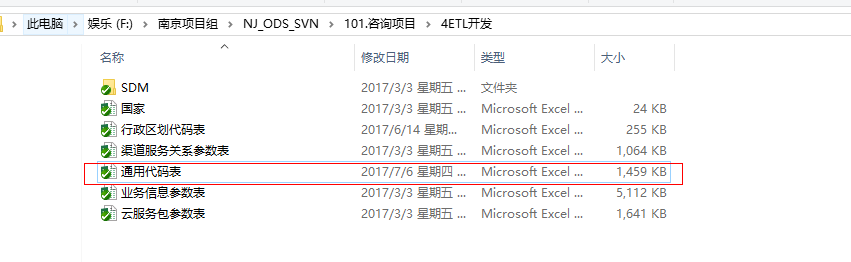 此电脑 > 娱乐 (F:) > 南京项目组 > NJ_ODS_SVN > 101.咨询项目 > 4ETL开发
名称 修改日期 类型 大小
SDM 2017/3/3 星期五 ... 文件夹
国家 2017/3/3 星期五 ... Microsoft Excel ... 24 KB
行政区划代码表 2017/6/14 星期... Microsoft Excel ... 255 KB
渠道服务关系参数表 2017/3/3 星期五 ... Microsoft Excel ... 1,064 KB
通用代码表 2017/7/6 星期四 ... Microsoft Excel ... 1,459 KB
业务信息参数表 2017/3/3 星期五 ... Microsoft Excel ... 5,112 KB
云服务包参数表 2017/3/3 星期五 ... Microsoft Excel ... 1,641 KB